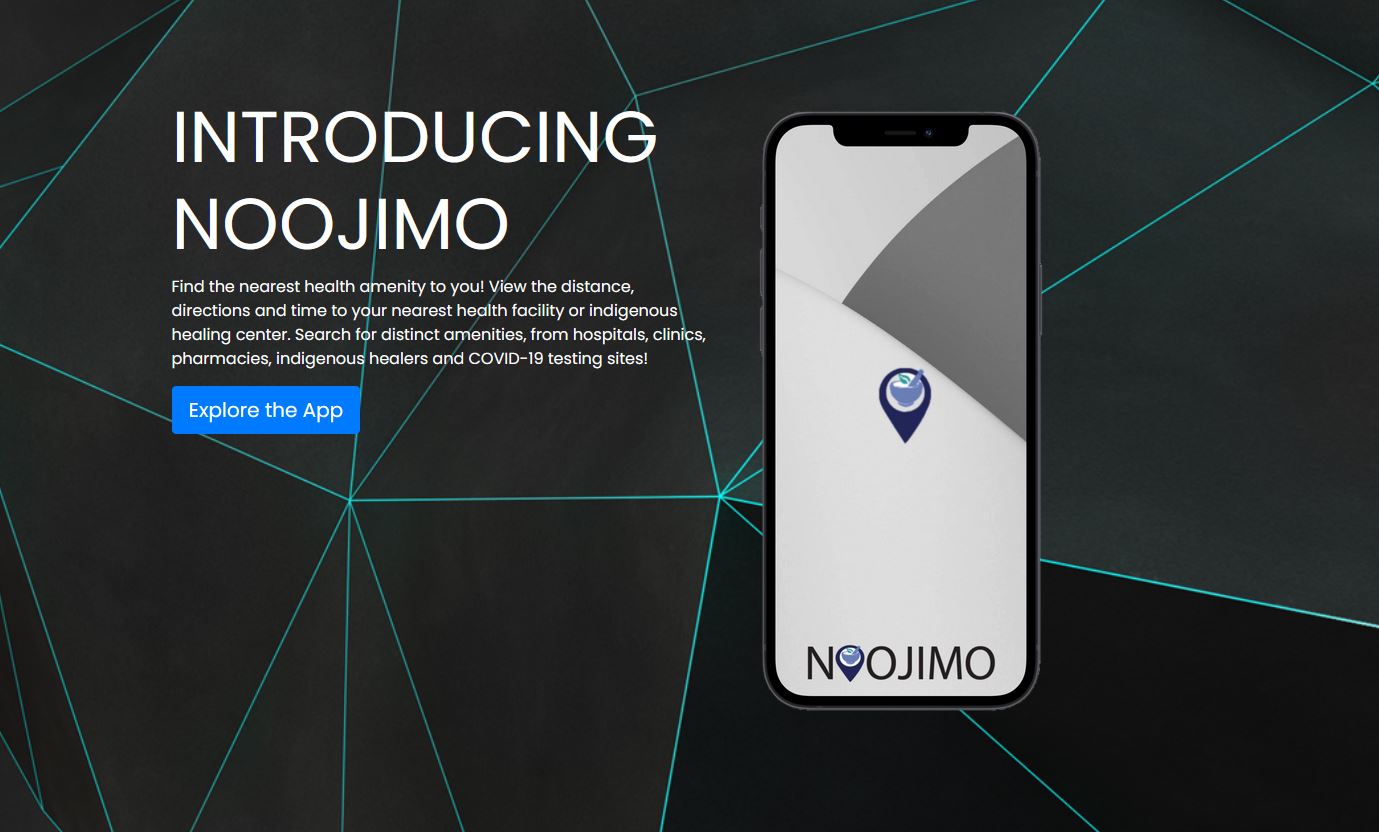 INTRODUCING
NOOJIMO
Find the nearest health amenity to you! View the distance,
directions and time to your nearest health facility or indigenous
healing center. Search for distinct amenities, from hospitals, clinics,
pharmacies, indigenous healers and COVID-19 testing sites!
Explore the App
NOOJIMO